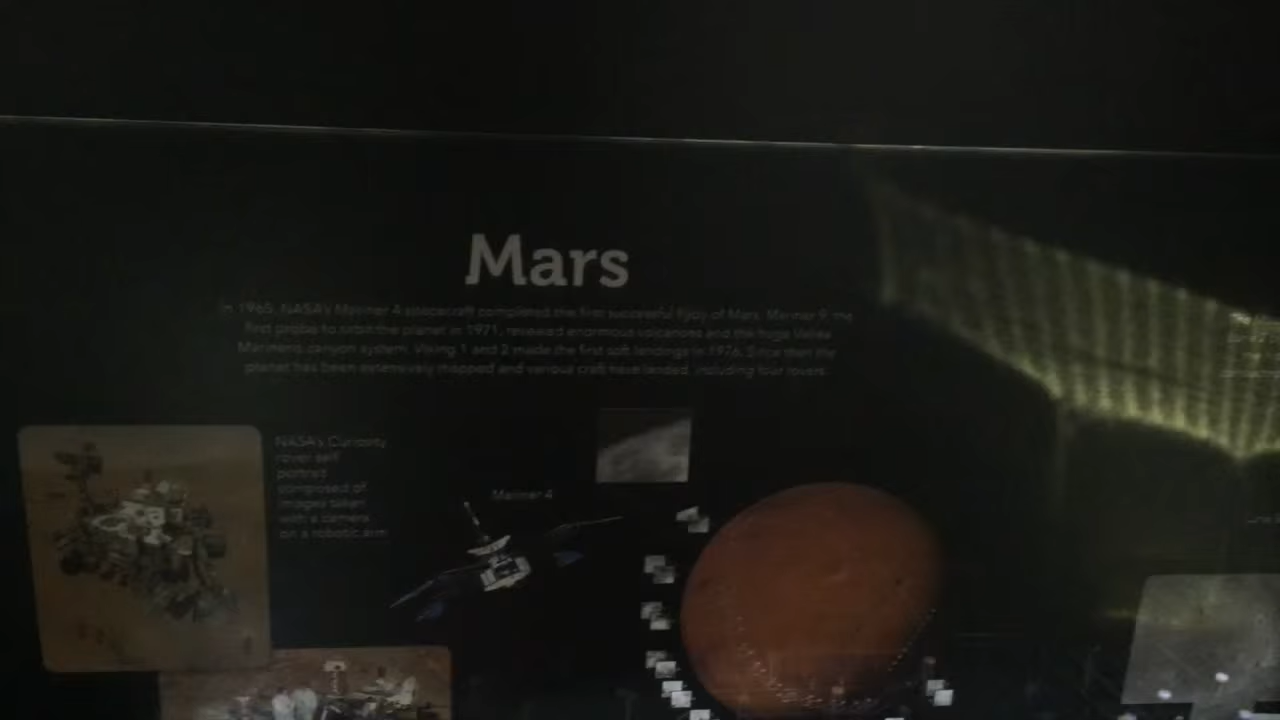 Mars
In 1965, NASA's Mariner 4 spacecraft completed the first successful flyby of Mars. Mariner 9, the
first probe to orbit the planet in 1971, revealed enormous volcanoes and the huge Valles
Marineris canyon system. Viking 1 and 2 made the first soft landings in 1976. Since then the
planet has been extensively mapped and various craft have landed, including four rovers.
NASA's Curiosity
rover self
portrait
composed of
images taken
with a camera
on a robotic arm
Mariner 4